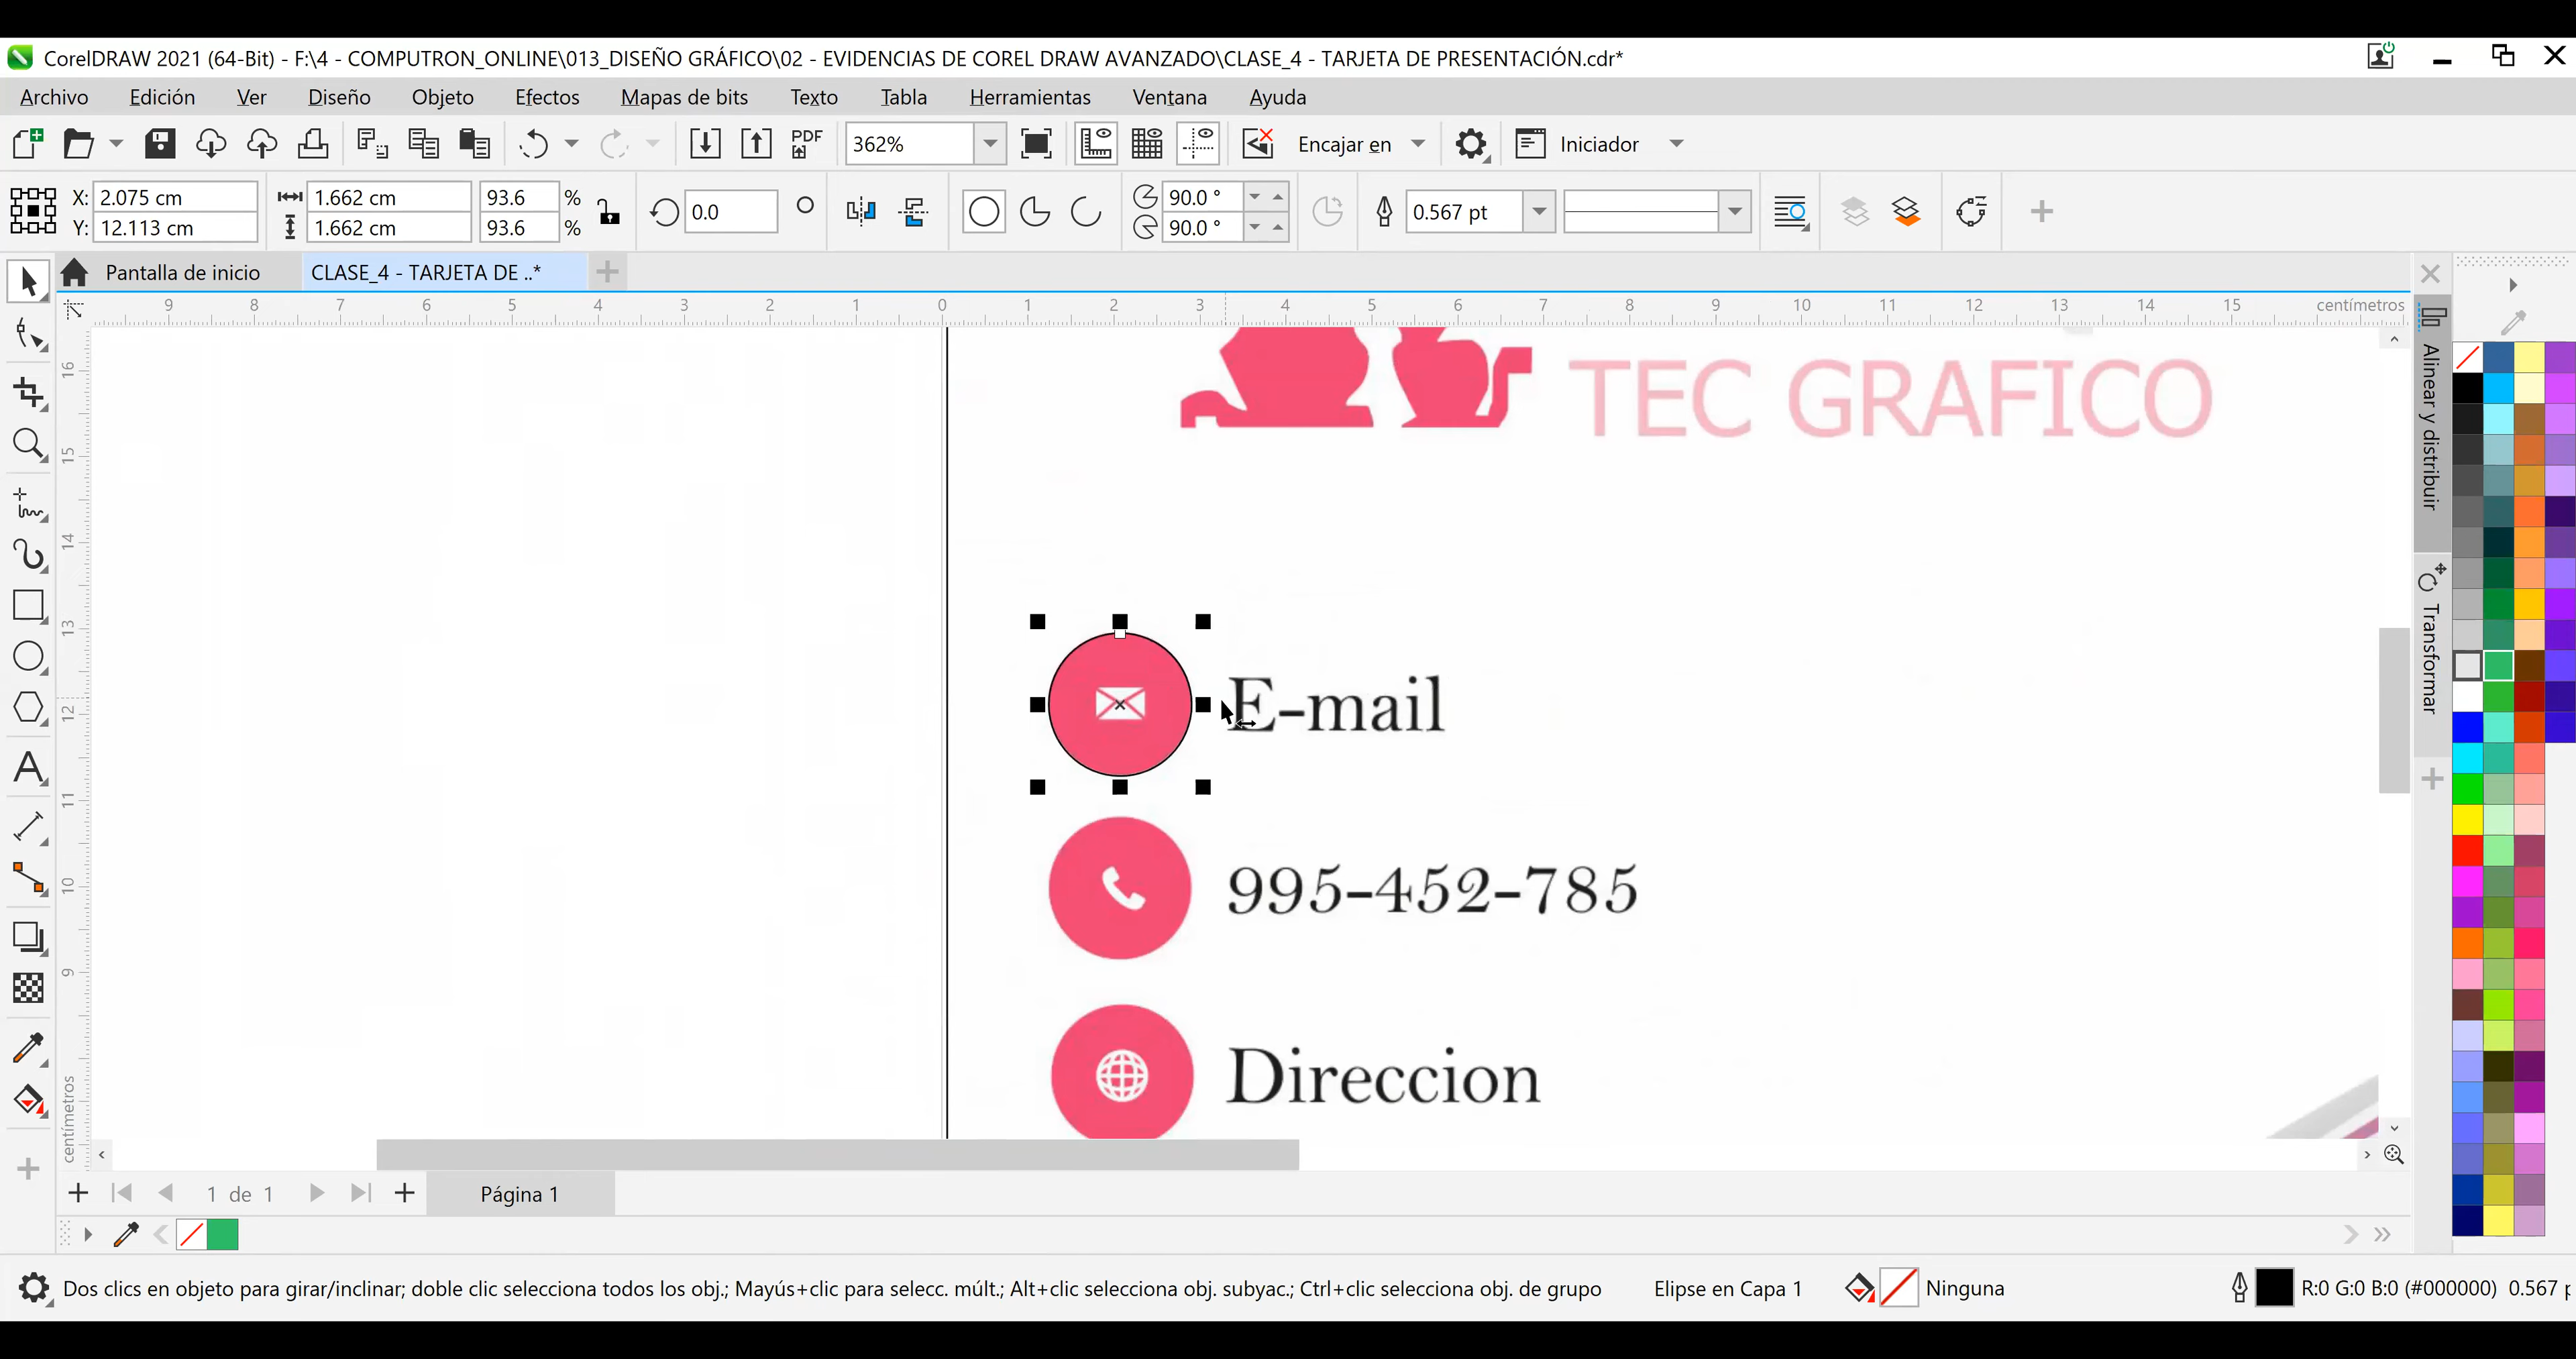 CorelDRAW 2021 (64-Bit) - F:\4 - COMPUTRON_ONLINE\013_DISEÑO GRÁFICO\02 - EVIDENCIAS DE COREL DRAW AVANZADO\CLASE_4 - TARJETA DE PRESENTACIÓN.cdr*
Archivo Edición Ver Diseño Objeto Efectos Mapas de bits Texto Tabla Herramientas Ventana Ayuda
PDF 362% Encajar en Iniciador
X: 2.075 cm 1.662 cm 93.6 % 0.0 90.0 ° 0.567 pt
Y: 12.113 cm 1.662 cm 93.6 % 90.0 °
Pantalla de inicio CLASE_4 - TARJETA DE ..*
9 8 7 6 5 4 3 2 1 0 1 2 3 4 5 6 7 8 9 10 11 12 13 14 15 centímetros
16
15
14
13
12
11
10
9
centímetros
TEC GRAFICO
E-mail
995-452-785
Direccion
Alinear y distribuir
Transformar
1 de 1 Página 1
Dos clics en objeto para girar/inclinar; doble clic selecciona todos los obj.; Mayús+clic para selecc. múlt.; Alt+clic selecciona obj. subyac.; Ctrl+clic selecciona obj. de grupo Elipse en Capa 1 Ninguna R:0 G:0 B:0 (#000000) 0.567